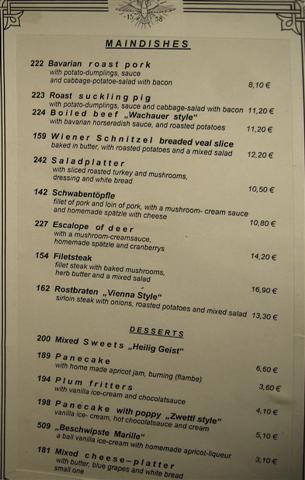 MAINDISHES
222 Bavarian roast pork
with potato-dumplings, sauce
and cabbage-potatoe-salad with bacon 8,10 €
223 Roast suckling pig
with potato-dumplings, sauce and cabbage-salad with bacon 11,20 €
224 Boiled beef „Wachauer style"
with bavarian horseradish sauce, and roasted potatoes 11,20 €
159 Wiener Schnitzel breaded veal slice
baked in butter, with roasted potatoes and a mixed salad 12,20 €
242 Saladplatter
with sliced roasted turkey and mushrooms,
dressing and white bread 10,50 €
142 Schwabentöpfle
fillet of pork and loin of pork, with a mushroom- cream sauce
and homemade spätzle with cheese 10,80 €
227 Escalope of deer
with a mushroom-creamsauce,
homemade spätzle and cranberrys 14,20 €
154 Filetsteak
fillet steak with baked mushrooms,
herb butter and a mixed salad 16,90 €
162 Rostbraten „Vienna Style"
sirloin steak with onions, roasted potatoes and mixed salad 13,30 €
DESSERTS
200 Mixed Sweets „Heilig Geist"
6,60 €
189 Panecake
with home made apricot jam, burning (flambe) 3,60 €
194 Plum fritters
with vanilla ice-cream and chocolatsauce 4,10 €
198 Panecake with poppy „Zwettl style"
vanilla ice- cream, hot chocolatsauce and cream 5,10 €
509 „Beschwipste Marille"
a ball vanilla ice-cream with homemade apricot-liqueur 3,10 €
181 Mixed cheese–platter
with butter, blue grapes and white bread
small one